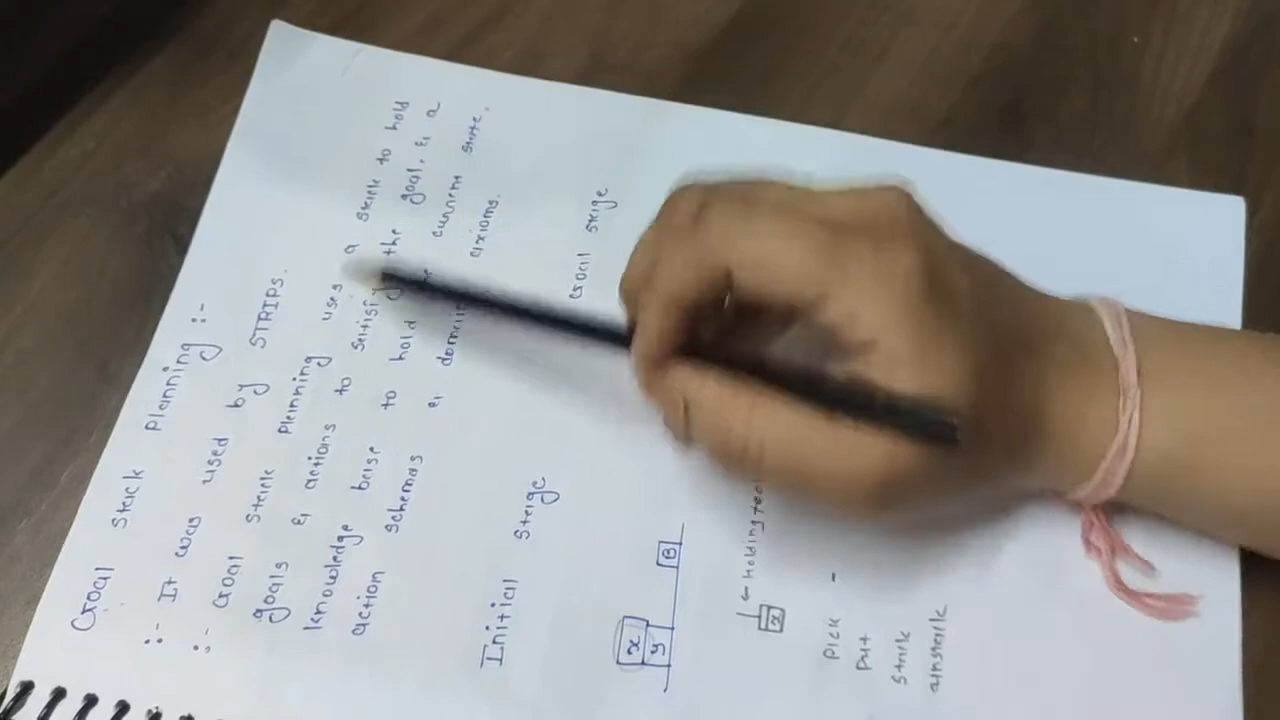 Goal Stack Planning :-
:- It was used by STRIPS.
:- Goal Stack Planning uses a stack to hold
goals & actions to satisfy the goal. & a
knowledge base to hold current state,
action schemas & domain axioms.
Initial Stage
Goal stage
x
y
B
x ← Holding
Pick -
Put
Stack
unstack